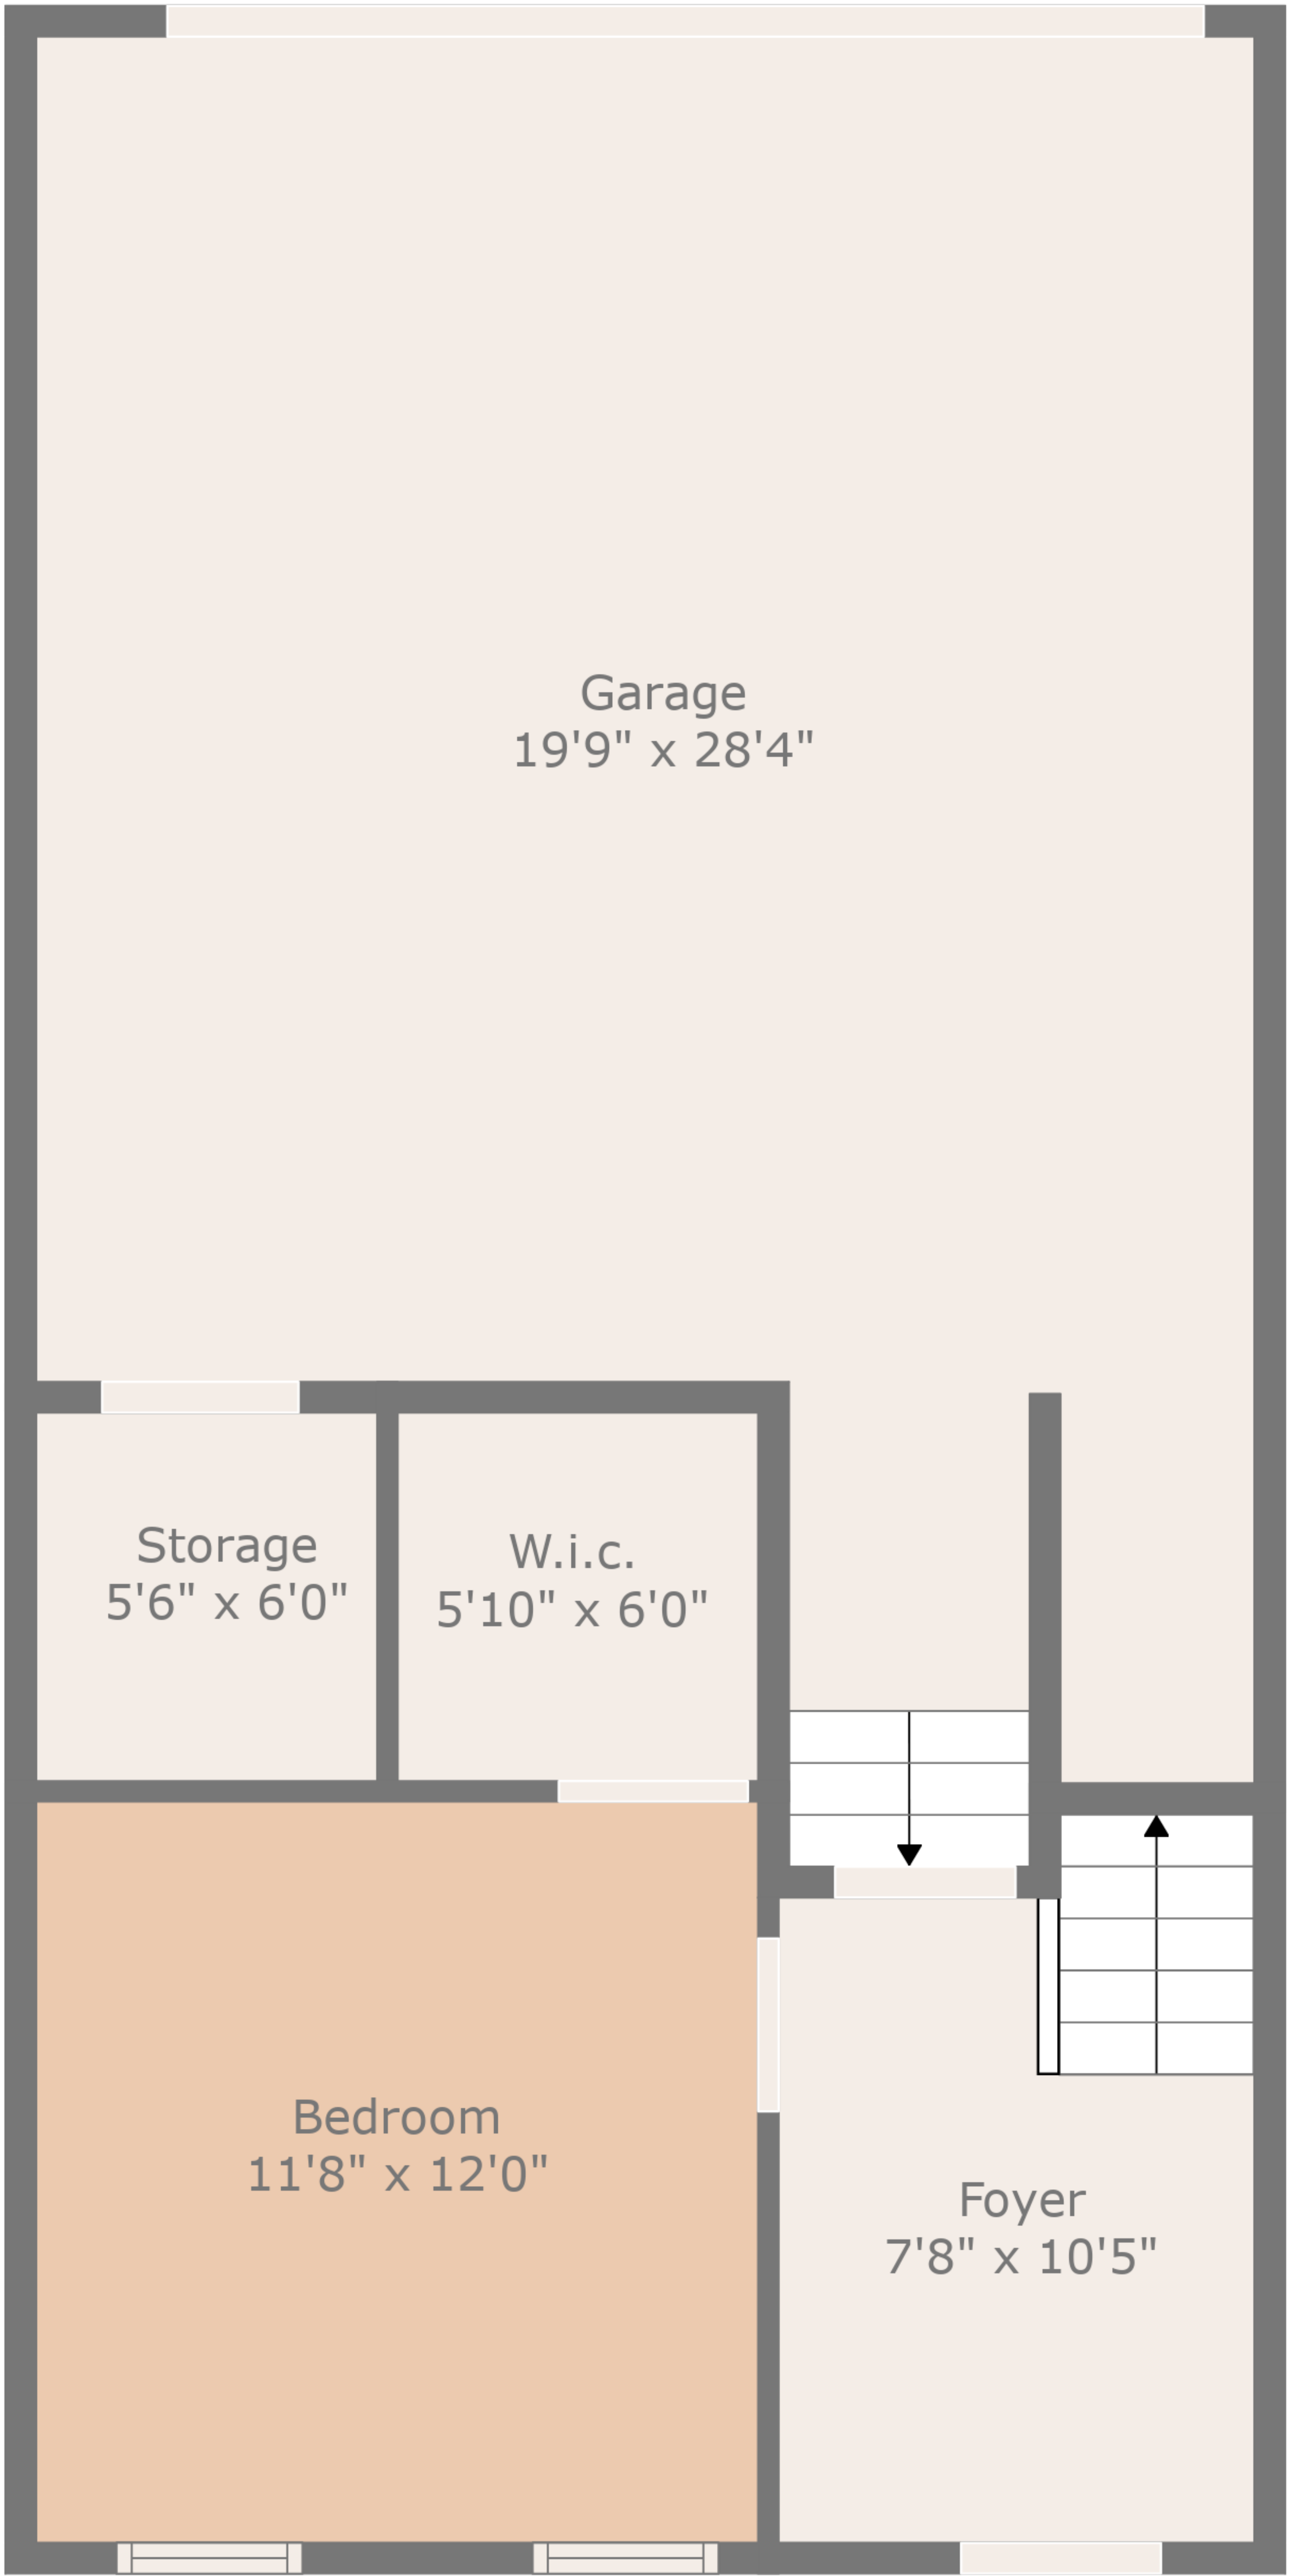 Garage
19'9" x 28'4"
Storage
5'6" x 6'0"
W.i.c.
5'10" x 6'0"
Bedroom
11'8" x 12'0"
Foyer
7'8" x 10'5"